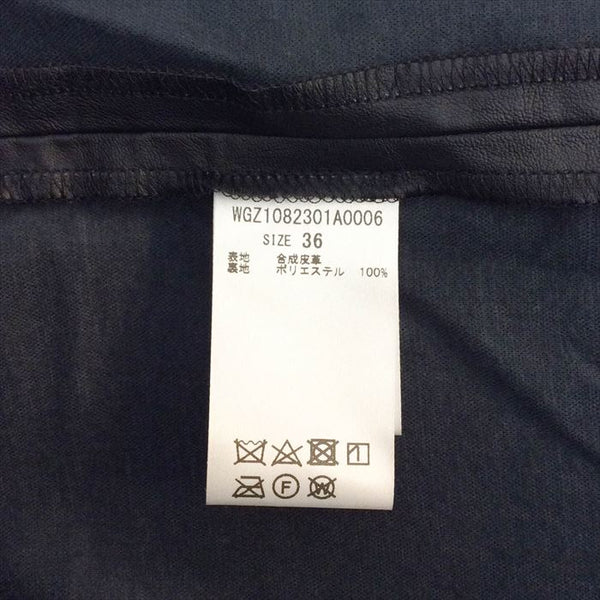 WGZ1082301A0006
SIZE 36
表地 合成皮革
裏地 ポリエステル 100%
F W